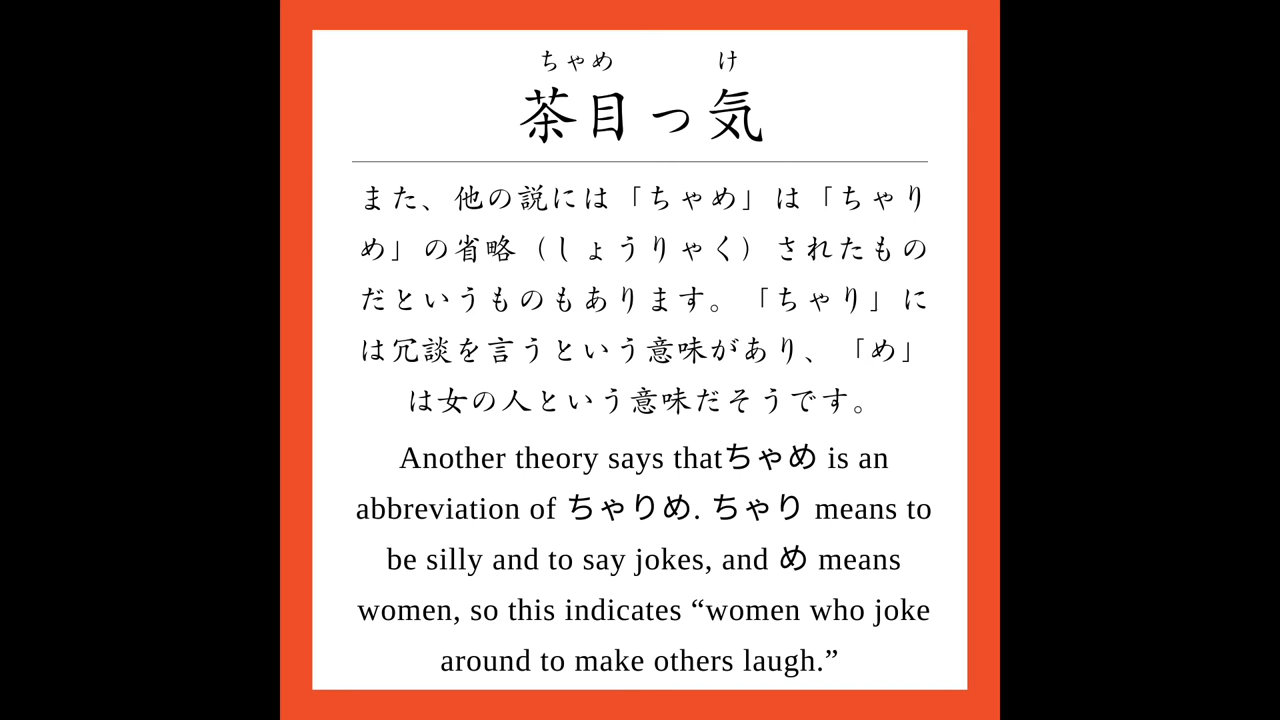 ちゃめ け
茶目っ気
また、他の説には「ちゃめ」は「ちゃり
め」の省略（しょうりゃく）されたもの
だというものもあります。「ちゃり」に
は冗談を言うという意味があり、「め」
は女の人という意味だそうです。
Another theory says thatちゃめ is an
abbreviation of ちゃりめ. ちゃり means to
be silly and to say jokes, and め means
women, so this indicates “women who joke
around to make others laugh.”